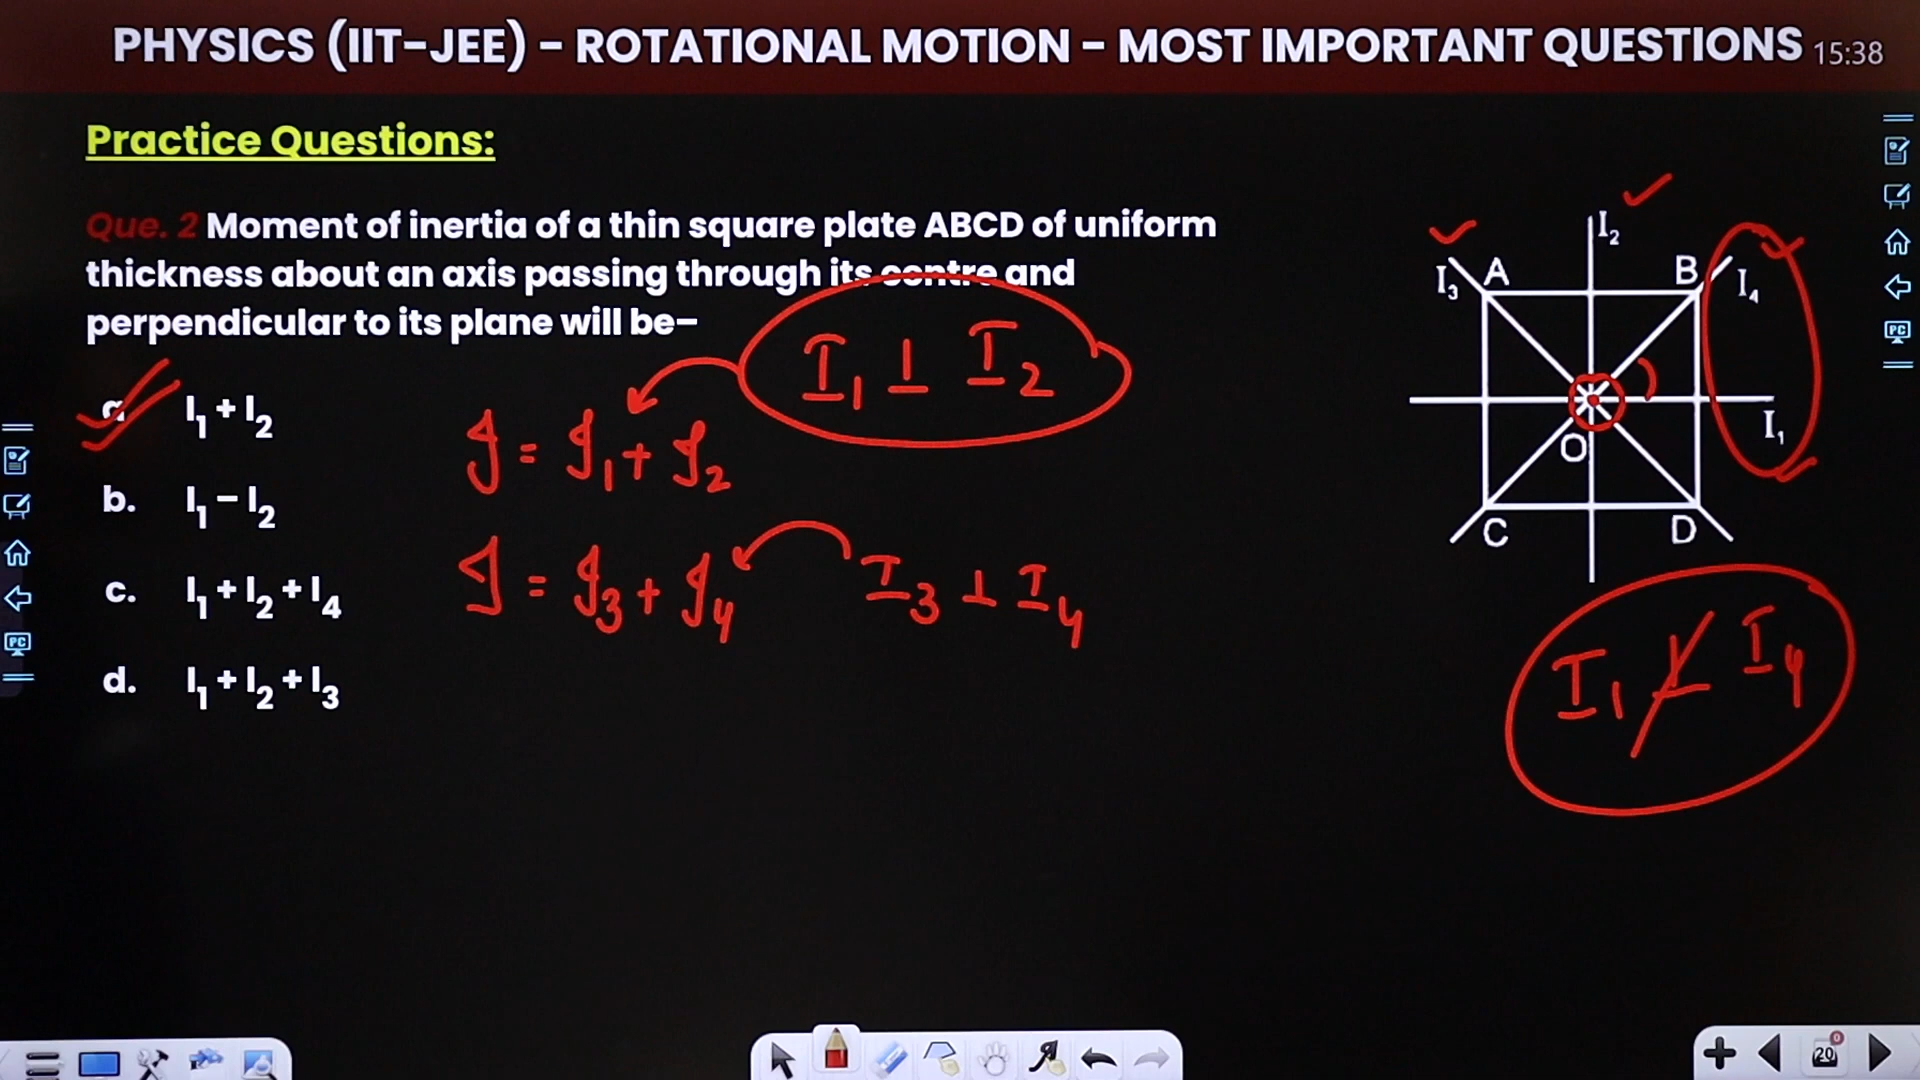 PHYSICS (IIT-JEE) - ROTATIONAL MOTION - MOST IMPORTANT QUESTIONS 15:38
Practice Questions:
Que. 2 Moment of inertia of a thin square plate ABCD of uniform
thickness about an axis passing through its centre and
perpendicular to its plane will be-
a. I1 + I2
b. I1 - I2
c. I1 + I2 + I4
d. I1 + I2 + I3
I1 ⊥ I2
I = I1 + I2
I = I3 + I4
I3 ⊥ I4
I2
I3 A B I4
O I1
C D
I1 ⊥̸ I4
PC
PC
20
0